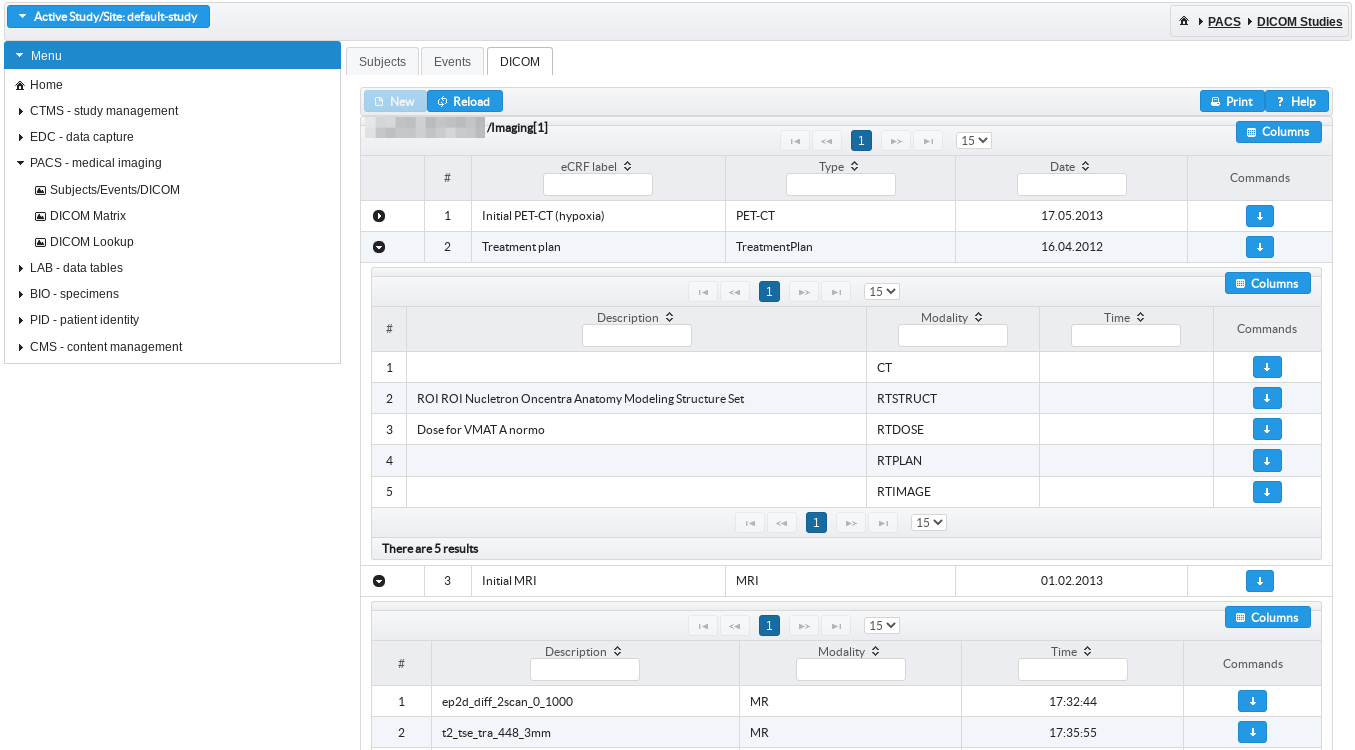 Active Study/Site: default-study
PACS DICOM Studies
Menu
Home
CTMS - study management
EDC - data capture
PACS - medical imaging
Subjects/Events/DICOM
DICOM Matrix
DICOM Lookup
LAB - data tables
BIO - specimens
PID - patient identity
CMS - content management
Subjects Events DICOM
New Reload Print Help
/Imaging[1]
1 15 Columns
# eCRF label Type Date Commands
1 Initial PET-CT (hypoxia) PET-CT 17.05.2013
2 Treatment plan TreatmentPlan 16.04.2012
1 15 Columns
# Description Modality Time Commands
1 CT
2 ROI ROI Nucletron Oncentra Anatomy Modeling Structure Set RTSTRUCT
3 Dose for VMAT A normo RTDOSE
4 RTPLAN
5 RTIMAGE
1 15
There are 5 results
3 Initial MRI MRI 01.02.2013
1 15 Columns
# Description Modality Time Commands
1 ep2d_diff_2scan_0_1000 MR 17:32:44
2 t2_tse_tra_448_3mm MR 17:35:55